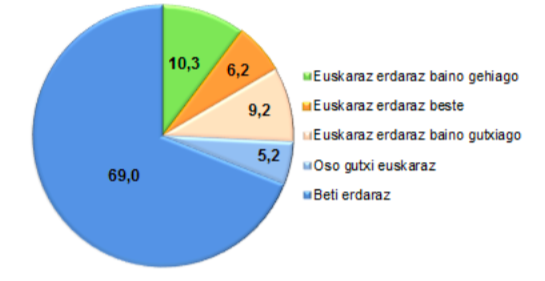 10,3
6,2
9,2
5,2
69,0
Euskaraz erdaraz baino gehiago
Euskaraz erdaraz beste
Euskaraz erdaraz baino gutxiago
Oso gutxi euskaraz
Beti erdaraz